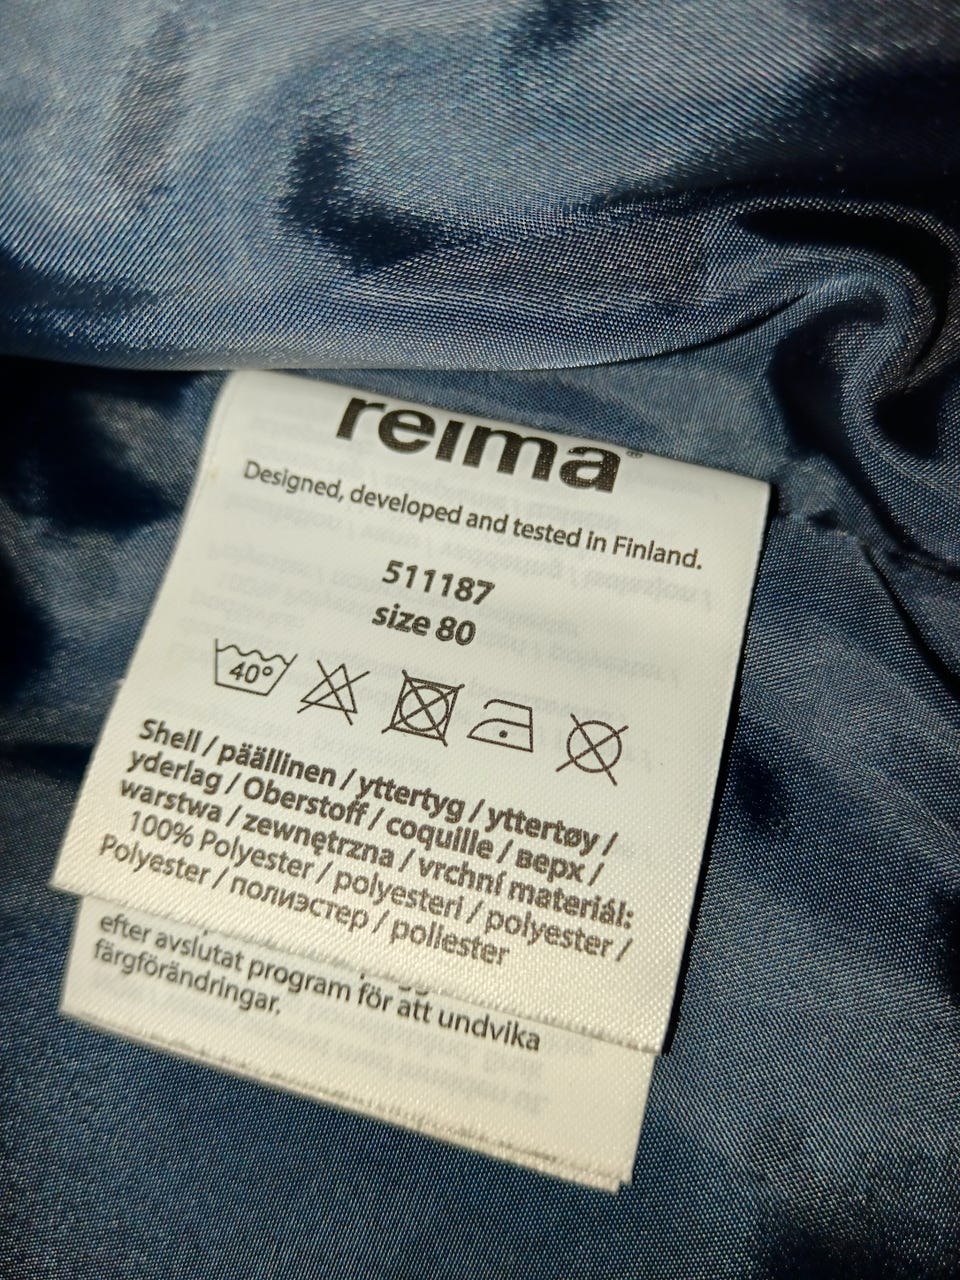 reima®
Designed, developed and tested in Finland.
511187
size 80
40°
Shell / päällinen / yttertyg / yttertøy /
yderlag / Oberstoff / coquille / верх /
warstwa / zewnętrzna / vrchní materiál:
100% Polyester / polyesteri / polyester /
Polyester / полиэстер / poliester
efter avslutat program för att undvika
färgförändringar.